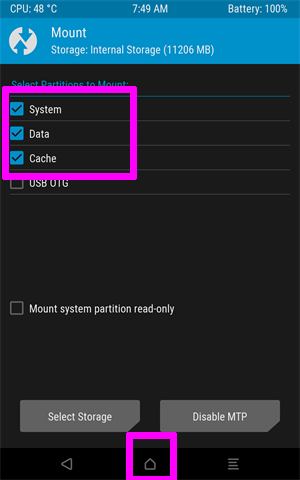 CPU: 48 °C 7:49 AM Battery: 100%
Mount
Storage: Internal Storage (11206 MB)
Select Partitions to Mount:
System
Data
Cache
USB OTG
Mount system partition read-only
Select Storage Disable MTP